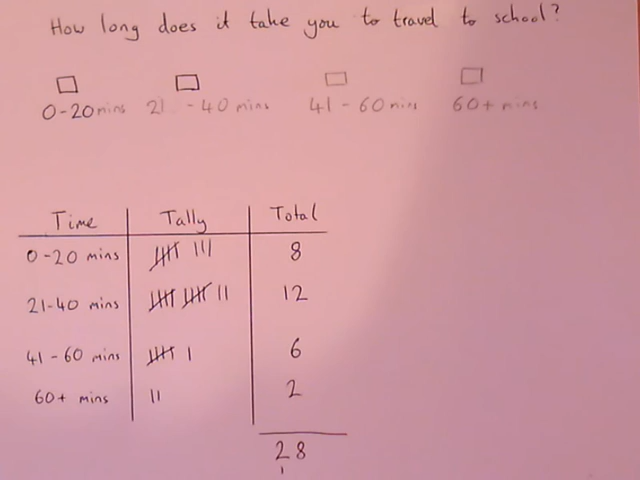 How long does it take you to travel to school?
0-20 mins 21 - 40 mins 41 - 60 mins 60+ mins
Time Tally Total
0-20 mins 8
21-40 mins 12
41 - 60 mins 6
60+ mins 2
28
1